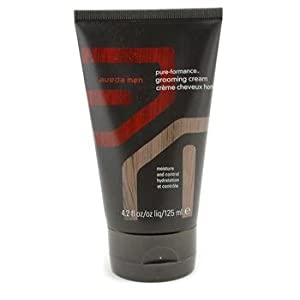 aveda men
pure-formance™
grooming cream
crème cheveux hom
moisture
and control
hydratation
et contrôle
4.2 fl oz/oz liq/125 ml ℮